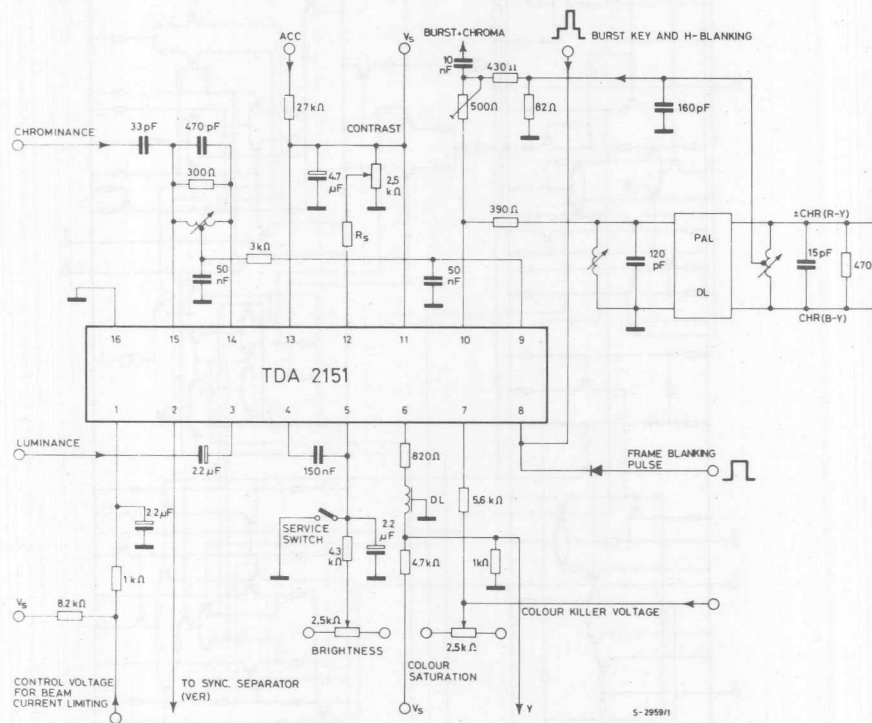 ACC
Vs
BURST+CHROMA
BURST KEY AND H-BLANKING
10
nF
430Ω
27kΩ
500Ω
82Ω
160pF
33pF
470pF
CHROMINANCE
CONTRAST
300Ω
4.7
µF
2.5
kΩ
Rs
390Ω
±CHR(R-Y)
3kΩ
50
nF
50
nF
120
pF
PAL
DL
15pF
470
CHR(B-Y)
16 15 14 13 12 11 10 9
TDA 2151
1 2 3 4 5 6 7 8
LUMINANCE
2.2µF
150nF
820Ω
FRAME BLANKING
PULSE
DL
5.6kΩ
2.2µF
SERVICE
SWITCH
2.2
µF
4.3
kΩ
4.7kΩ
1kΩ
1kΩ
Vs
8.2kΩ
COLOUR KILLER VOLTAGE
2.5kΩ
2.5kΩ
BRIGHTNESS
COLOUR
SATURATION
CONTROL VOLTAGE
FOR BEAM
CURRENT LIMITING
TO SYNC. SEPARATOR
(VER)
Vs
Y
S-2959/1